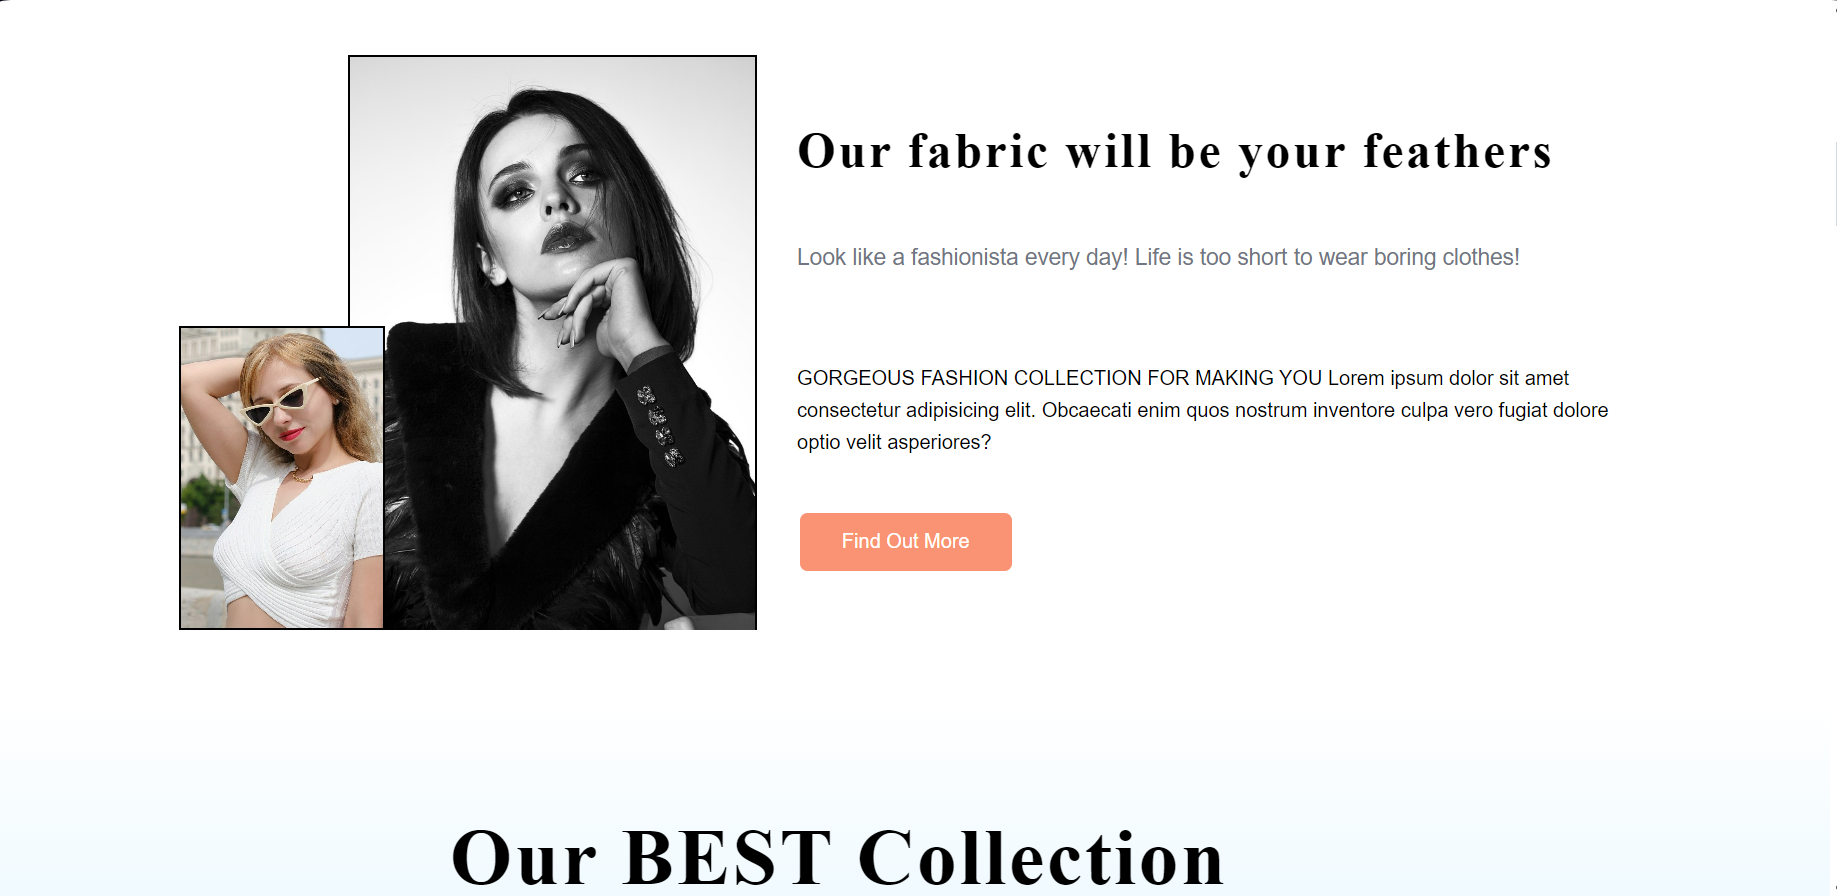 Our fabric will be your feathers
Look like a fashionista every day! Life is too short to wear boring clothes!
GORGEOUS FASHION COLLECTION FOR MAKING YOU Lorem ipsum dolor sit amet
consectetur adipisicing elit. Obcaecati enim quos nostrum inventore culpa vero fugiat dolore
optio velit asperiores?
Find Out More
Our BEST Collection